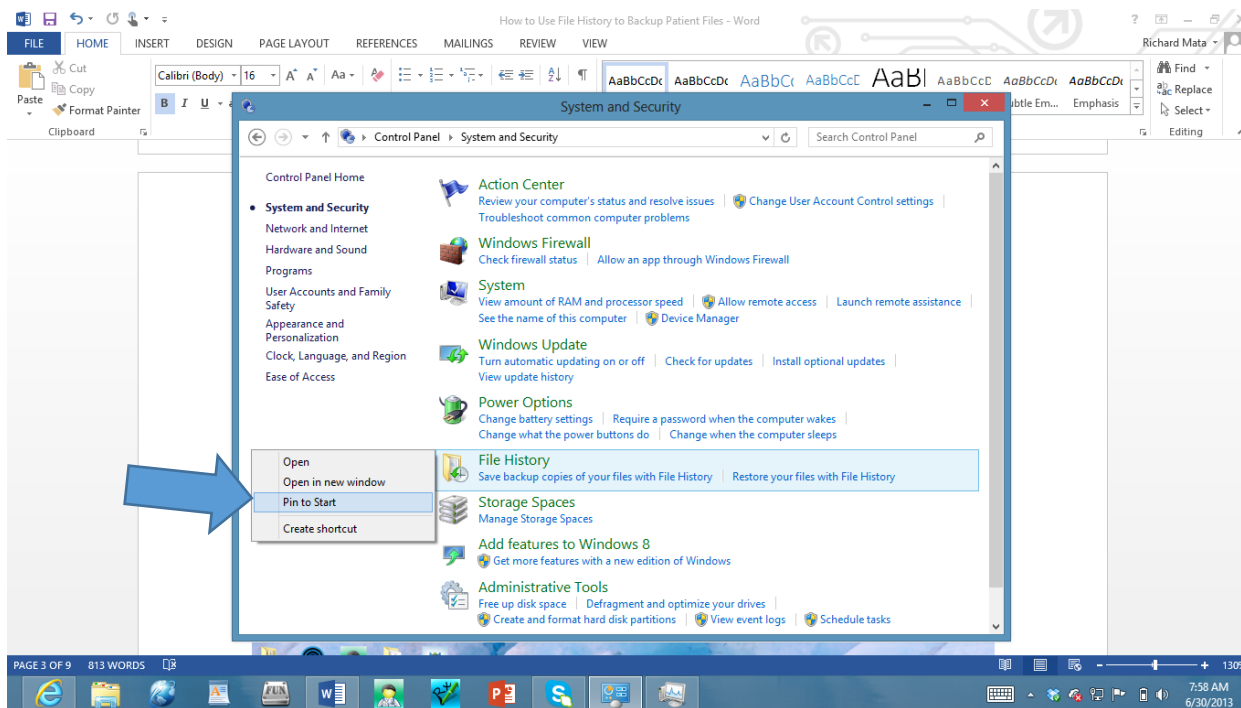 How to Use File History to Backup Patient Files - Word
FILE HOME INSERT DESIGN PAGE LAYOUT REFERENCES MAILINGS REVIEW VIEW Richard Mata
Cut
Copy
Paste
Format Painter
Clipboard
Calibri (Body) 16
B I U
AaBbCcDc AaBbCcDc AaBbC( AaBbCcE AaBl AaBbCcD AaBbCcDc AaBbCcDt
Subtle Em... Emphasis
Find
Replace
Select
Editing
System and Security
Control Panel System and Security
Search Control Panel
Control Panel Home
System and Security
Network and Internet
Hardware and Sound
Programs
User Accounts and Family
Safety
Appearance and
Personalization
Clock, Language, and Region
Ease of Access
Action Center
Review your computer's status and resolve issues Change User Account Control settings
Troubleshoot common computer problems
Windows Firewall
Check firewall status Allow an app through Windows Firewall
System
View amount of RAM and processor speed Allow remote access Launch remote assistance
See the name of this computer Device Manager
Windows Update
Turn automatic updating on or off Check for updates Install optional updates
View update history
Power Options
Change battery settings Require a password when the computer wakes
Change what the power buttons do Change when the computer sleeps
File History
Save backup copies of your files with File History Restore your files with File History
Storage Spaces
Manage Storage Spaces
Add features to Windows 8
Get more features with a new edition of Windows
Administrative Tools
Free up disk space Defragment and optimize your drives
Create and format hard disk partitions View event logs Schedule tasks
Open
Open in new window
Pin to Start
Create shortcut
PAGE 3 OF 9 813 WORDS 130%
FUN
7:58 AM
6/30/2013